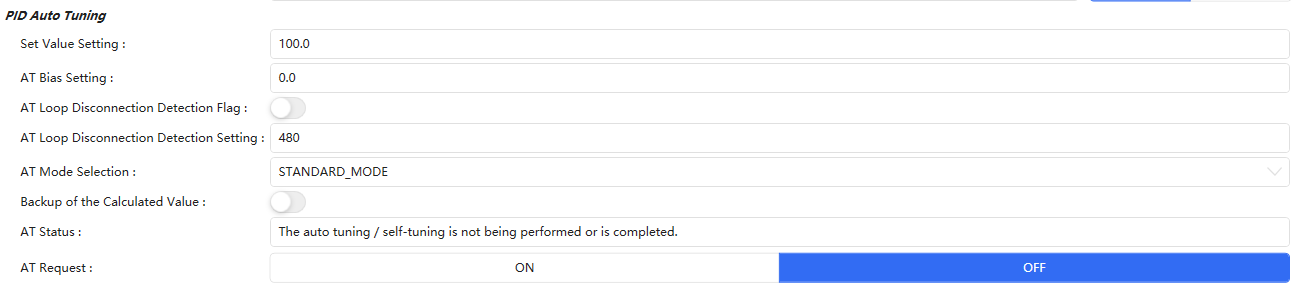 PID Auto Tuning
Set Value Setting : 100.0
AT Bias Setting : 0.0
AT Loop Disconnection Detection Flag :
AT Loop Disconnection Detection Setting : 480
AT Mode Selection : STANDARD_MODE
Backup of the Calculated Value :
AT Status : The auto tuning / self-tuning is not being performed or is completed.
AT Request : ON OFF